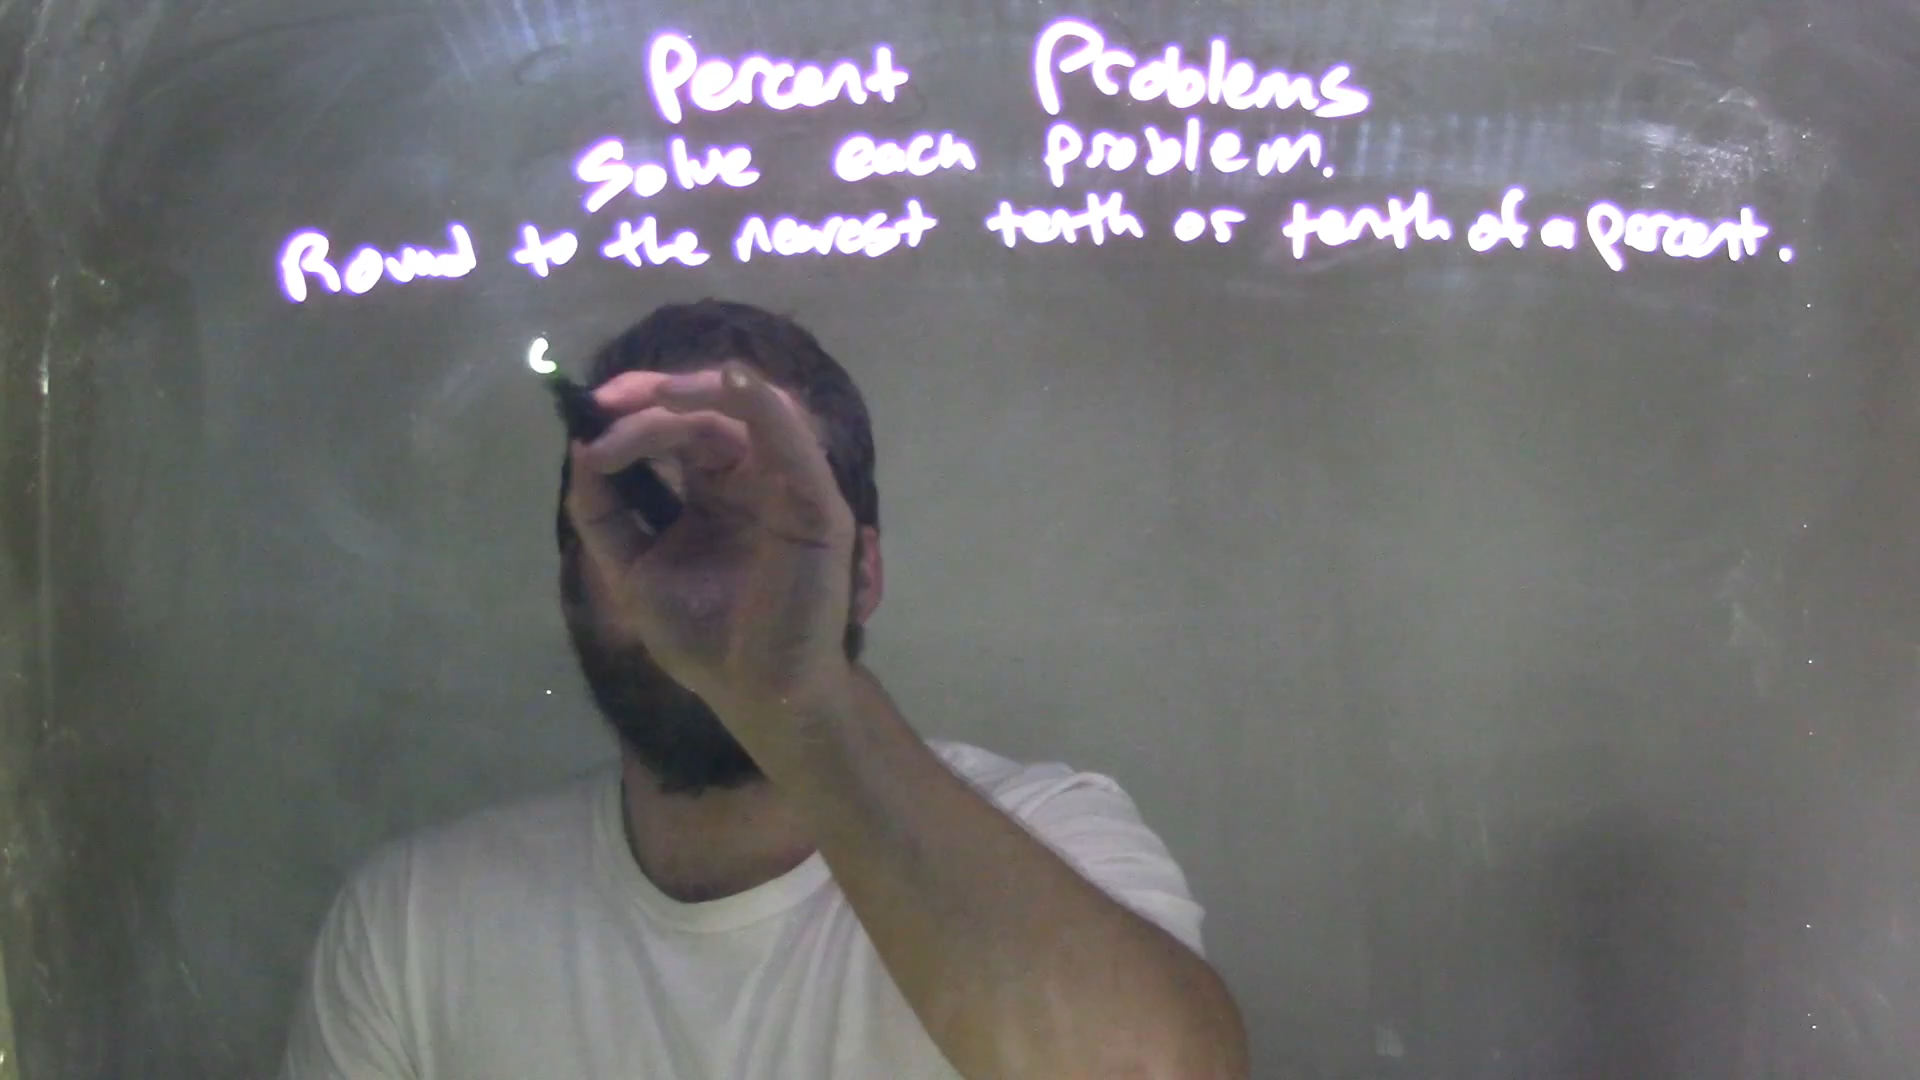 Percent Problems
Solve each problem.
Round to the nearest tenth or tenth of a percent.